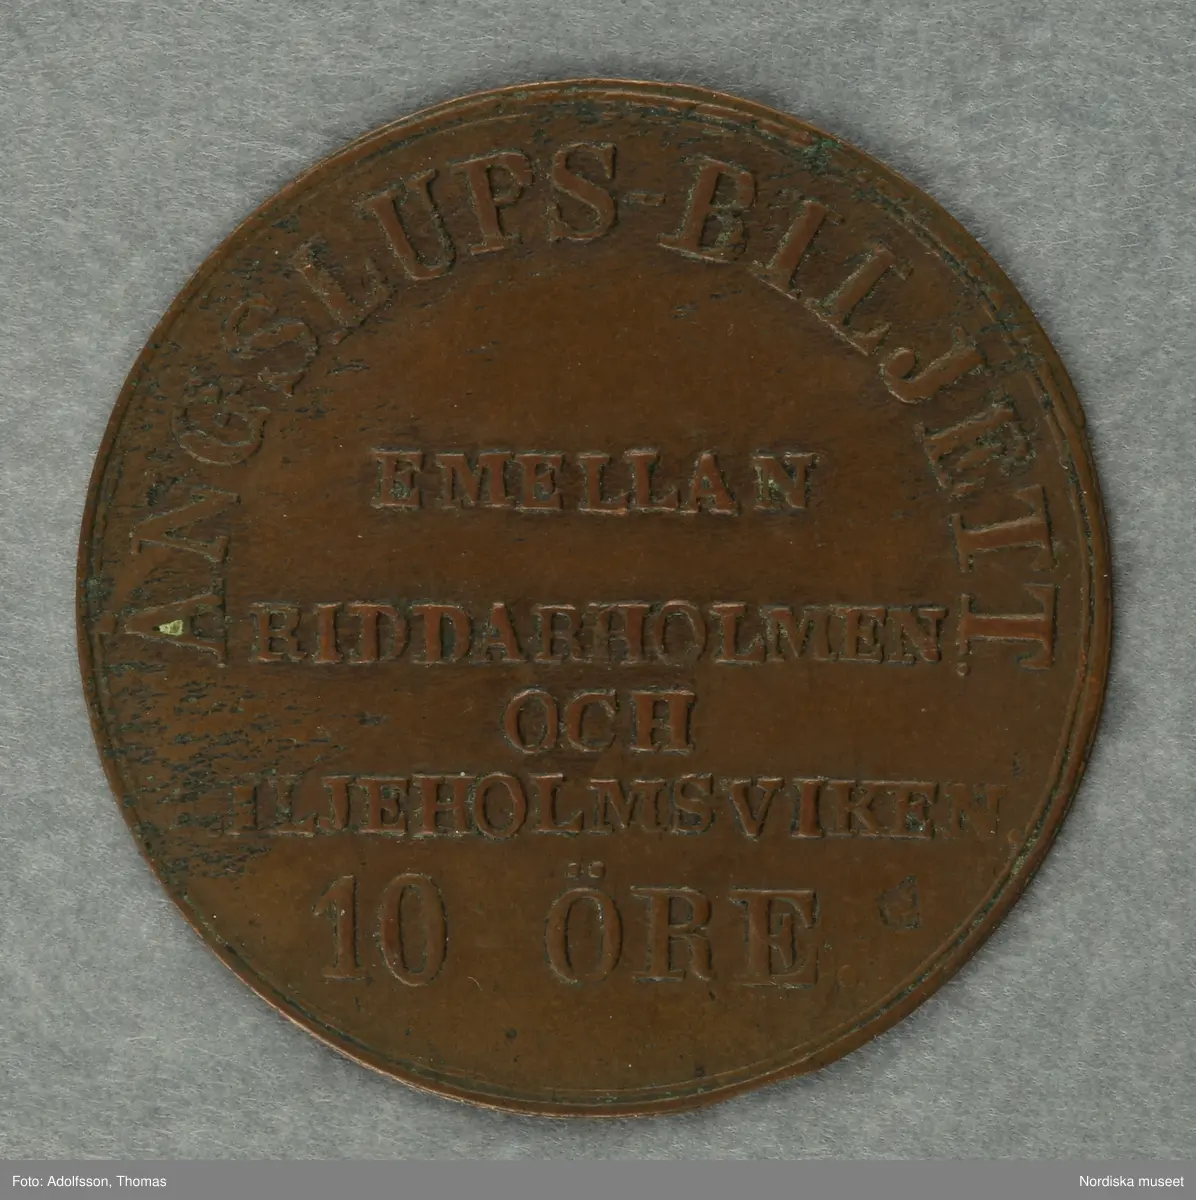 ÅNGSLUPS-BILJETT.
EMELLAN
RIDDARHOLMEN
OCH
LILJEHOLMSVIKEN.
10 ÖRE.
Foto: Adolfsson, Thomas
Nordiska museet